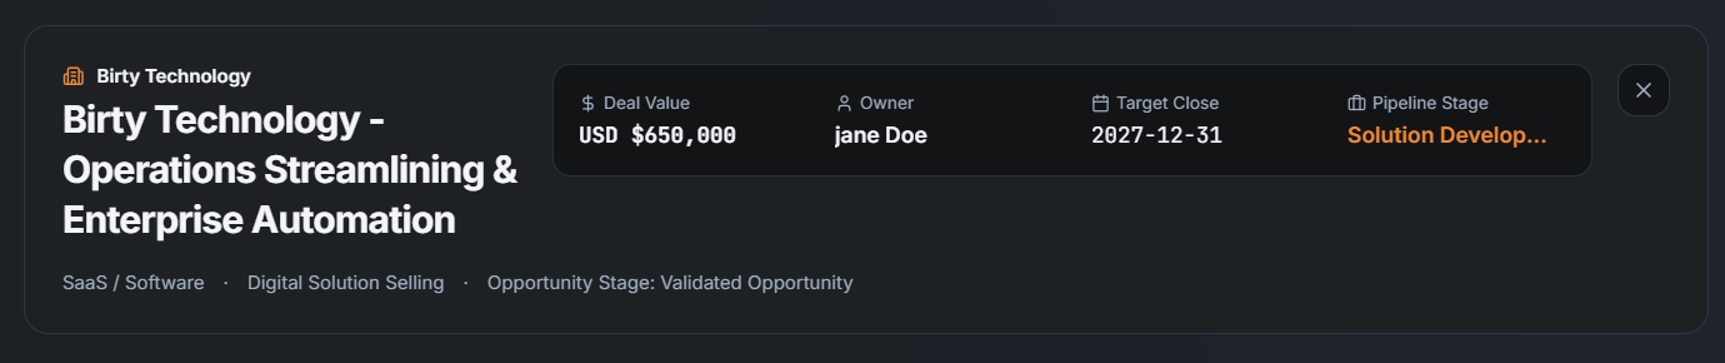 Birty Technology
Birty Technology -
Operations Streamlining &
Enterprise Automation
SaaS / Software · Digital Solution Selling · Opportunity Stage: Validated Opportunity
Deal Value
USD $650,000
Owner
jane Doe
Target Close
2027-12-31
Pipeline Stage
Solution Develop...